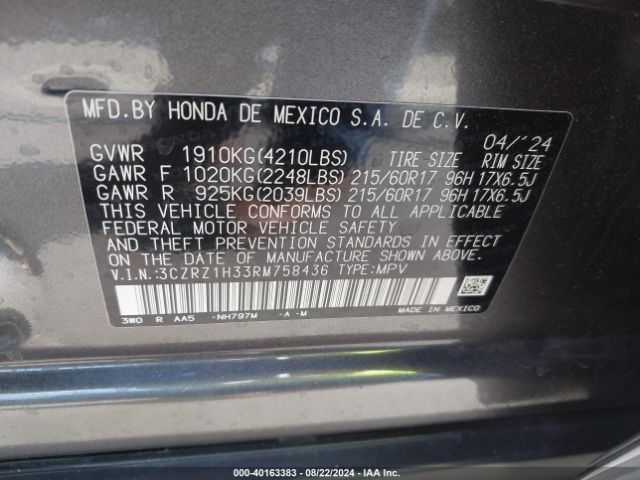 MFD.BY HONDA DE MEXICO S.A. DE C.V.
04/'24
GVWR 1910KG(4210LBS) TIRE SIZE RIM SIZE
GAWR F 1020KG(2248LBS) 215/60R17 96H 17X6.5J
GAWR R 925KG(2039LBS) 215/60R17 96H 17X6.5J
THIS VEHICLE CONFORMS TO ALL APPLICABLE
FEDERAL MOTOR VEHICLE SAFETY, BUMPER,
AND THEFT PREVENTION STANDARDS IN EFFECT
ON THE DATE OF MANUFACTURE SHOWN ABOVE.
V.I.N.:3CZRZ1H33RM758436 TYPE:MPV
3W0 R AAS -NH797M -A -M
MADE IN MEXICO
000-40163383 - 08/22/2024 - IAA Inc.